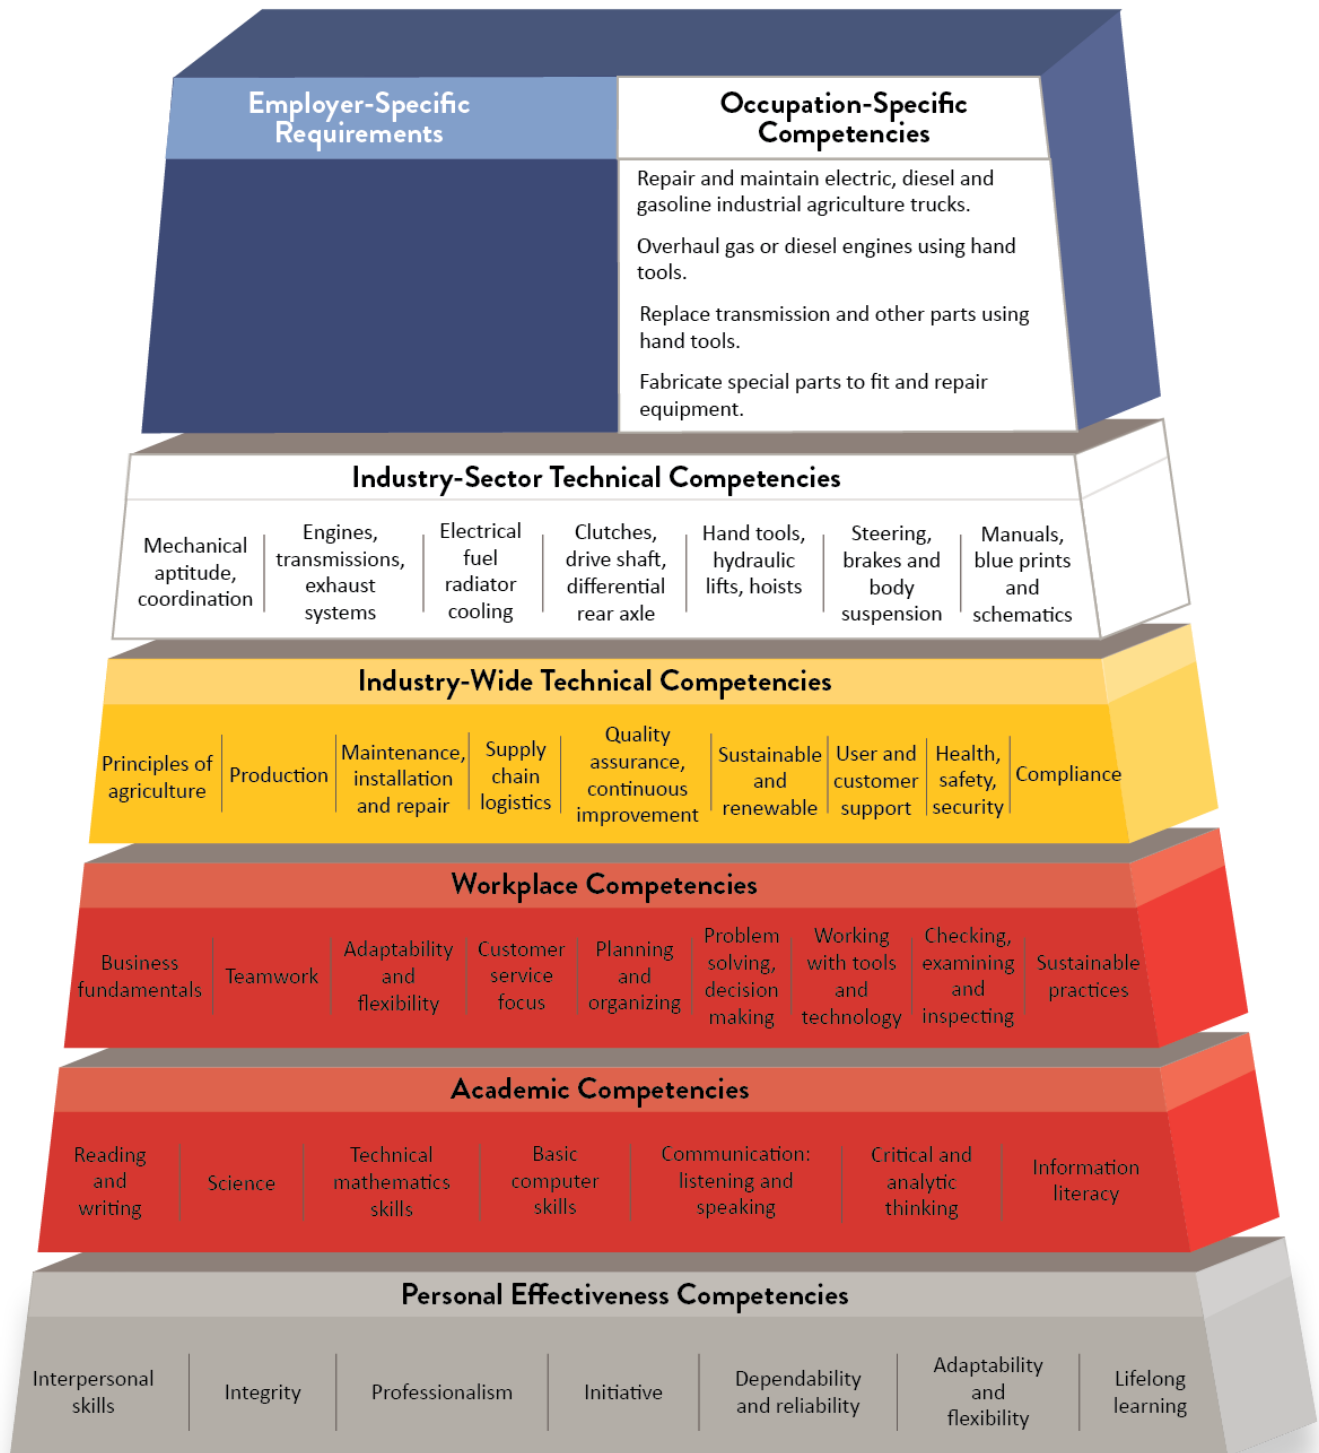 Employer-Specific
Requirements
Occupation-Specific
Competencies
Repair and maintain electric, diesel and
gasoline industrial agriculture trucks.
Overhaul gas or diesel engines using hand
tools.
Replace transmission and other parts using
hand tools.
Fabricate special parts to fit and repair
equipment.
Industry-Sector Technical Competencies
Mechanical
aptitude,
coordination
Engines,
transmissions,
exhaust
systems
Electrical
fuel
radiator
cooling
Clutches,
drive shaft,
differential
rear axle
Hand tools,
hydraulic
lifts, hoists
Steering,
brakes and
body
suspension
Manuals,
blue prints
and
schematics
Industry-Wide Technical Competencies
Principles of
agriculture
Production
Maintenance,
installation
and repair
Supply
chain
logistics
Quality
assurance,
continuous
improvement
Sustainable
and
renewable
User and
customer
support
Health,
safety,
security
Compliance
Workplace Competencies
Business
fundamentals
Teamwork
Adaptability
and
flexibility
Customer
service
focus
Planning
and
organizing
Problem
solving,
decision
making
Working
with tools
and
technology
Checking,
examining
and
inspecting
Sustainable
practices
Academic Competencies
Reading
and
writing
Science
Technical
mathematics
skills
Basic
computer
skills
Communication:
listening and
speaking
Critical and
analytic
thinking
Information
literacy
Personal Effectiveness Competencies
Interpersonal
skills
Integrity
Professionalism
Initiative
Dependability
and reliability
Adaptability
and
flexibility
Lifelong
learning